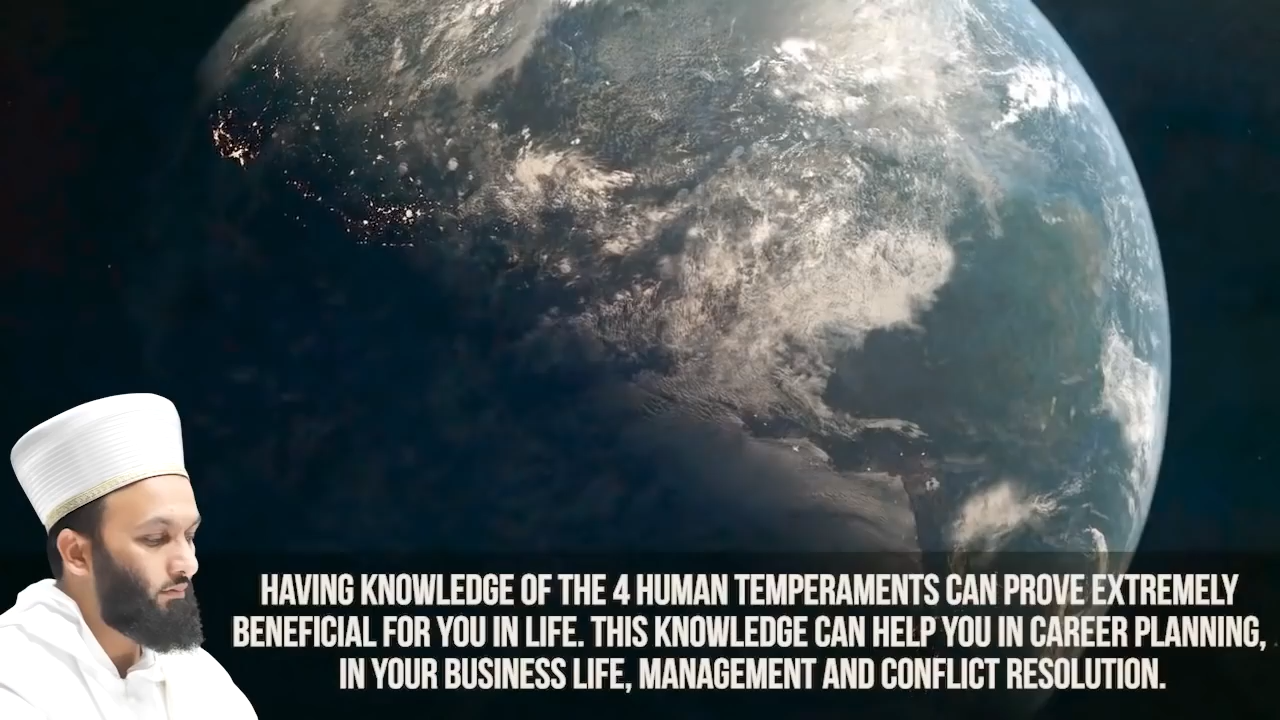 HAVING KNOWLEDGE OF THE 4 HUMAN TEMPERAMENTS CAN PROVE EXTREMELY
BENEFICIAL FOR YOU IN LIFE. THIS KNOWLEDGE CAN HELP YOU IN CAREER PLANNING,
IN YOUR BUSINESS LIFE, MANAGEMENT AND CONFLICT RESOLUTION.